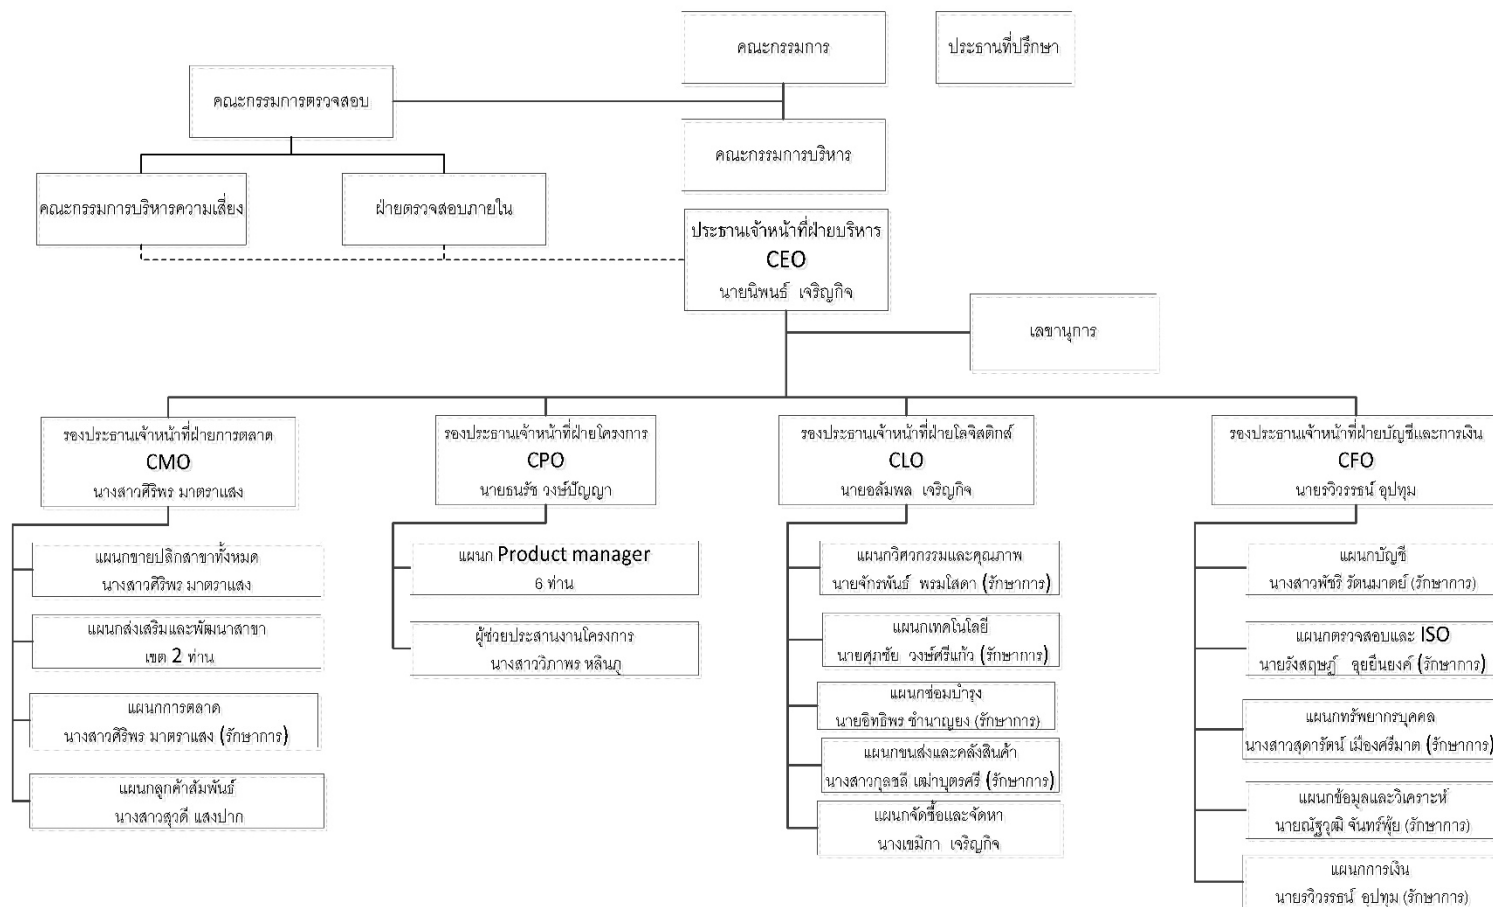 คณะกรรมการ
ประธานที่ปรึกษา
คณะกรรมการตรวจสอบ
คณะกรรมการบริหาร
คณะกรรมการบริหารความเสี่ยง
ฝ่ายตรวจสอบภายใน
ประธานเจ้าหน้าที่ฝ่ายบริหาร
CEO
นายนิพนธ์ เจริญกิจ
เลขานุการ
รองประธานเจ้าหน้าที่ฝ่ายการตลาด
CMO
นางสาวศิริพร มาตราแสง
แผนกขายปลีกสาขาทั้งหมด
นางสาวศิริพร มาตราแสง
แผนกส่งเสริมและพัฒนาสาขา
เขต 2 ท่าน
แผนกการตลาด
นางสาวศิริพร มาตราแสง (รักษาการ)
แผนกลูกค้าสัมพันธ์
นางสาวสุวดี แสงปาก
รองประธานเจ้าหน้าที่ฝ่ายโครงการ
CPO
นายธนรัช วงษ์ปัญญา
แผนก Product manager
6 ท่าน
ผู้ช่วยประสานงานโครงการ
นางสาววิภาพร หลินภู
รองประธานเจ้าหน้าที่ฝ่ายโลจิสติกส์
CLO
นายอลัมพล เจริญกิจ
แผนกวิศวกรรมและคุณภาพ
นายจักรพันธ์ พรมโสดา (รักษาการ)
แผนกเทคโนโลยี
นายศุภชัย วงษ์ศรีแก้ว (รักษาการ)
แผนกซ่อมบำรุง
นายอิทธิพร ชำนาญยง (รักษาการ)
แผนกขนส่งและคลังสินค้า
นางสาวกุลชลี เฒ่าบุตรศรี (รักษาการ)
แผนกจัดซื้อและจัดหา
นางเขมิกา เจริญกิจ
รองประธานเจ้าหน้าที่ฝ่ายบัญชีและการเงิน
CFO
นายรวิวรรธน์ อุปทุม
แผนกบัญชี
นางสาวพัชรี รัตนมาตย์ (รักษาการ)
แผนกตรวจสอบและ ISO
นายรังสฤษฎ์ อุยยืนยงค์ (รักษาการ)
แผนกทรัพยากรบุคคล
นางสาวสุดารัตน์ เมืองศรีมาต (รักษาการ)
แผนกข้อมูลและวิเคราะห์
นายณัฐวุฒิ จันทร์พุ้ย (รักษาการ)
แผนกการเงิน
นายรวิวรรธน์ อุปทุม (รักษาการ)